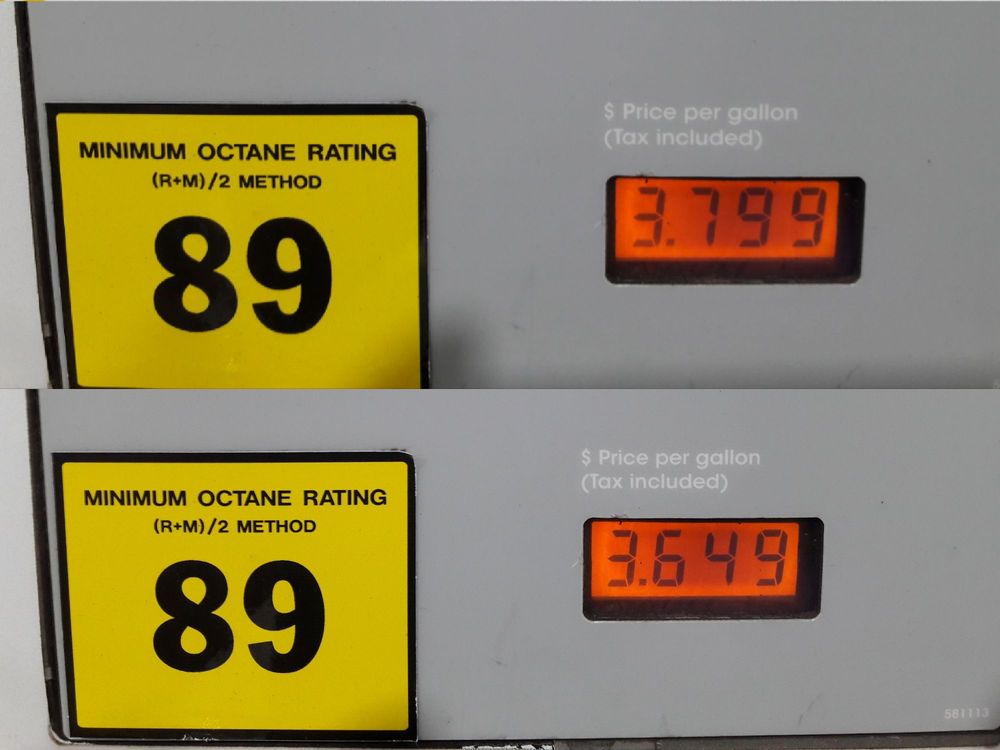 MINIMUM OCTANE RATING
(R+M)/2 METHOD
89
$ Price per gallon
(Tax included)
3.799
MINIMUM OCTANE RATING
(R+M)/2 METHOD
89
$ Price per gallon
(Tax included)
3.649
581113